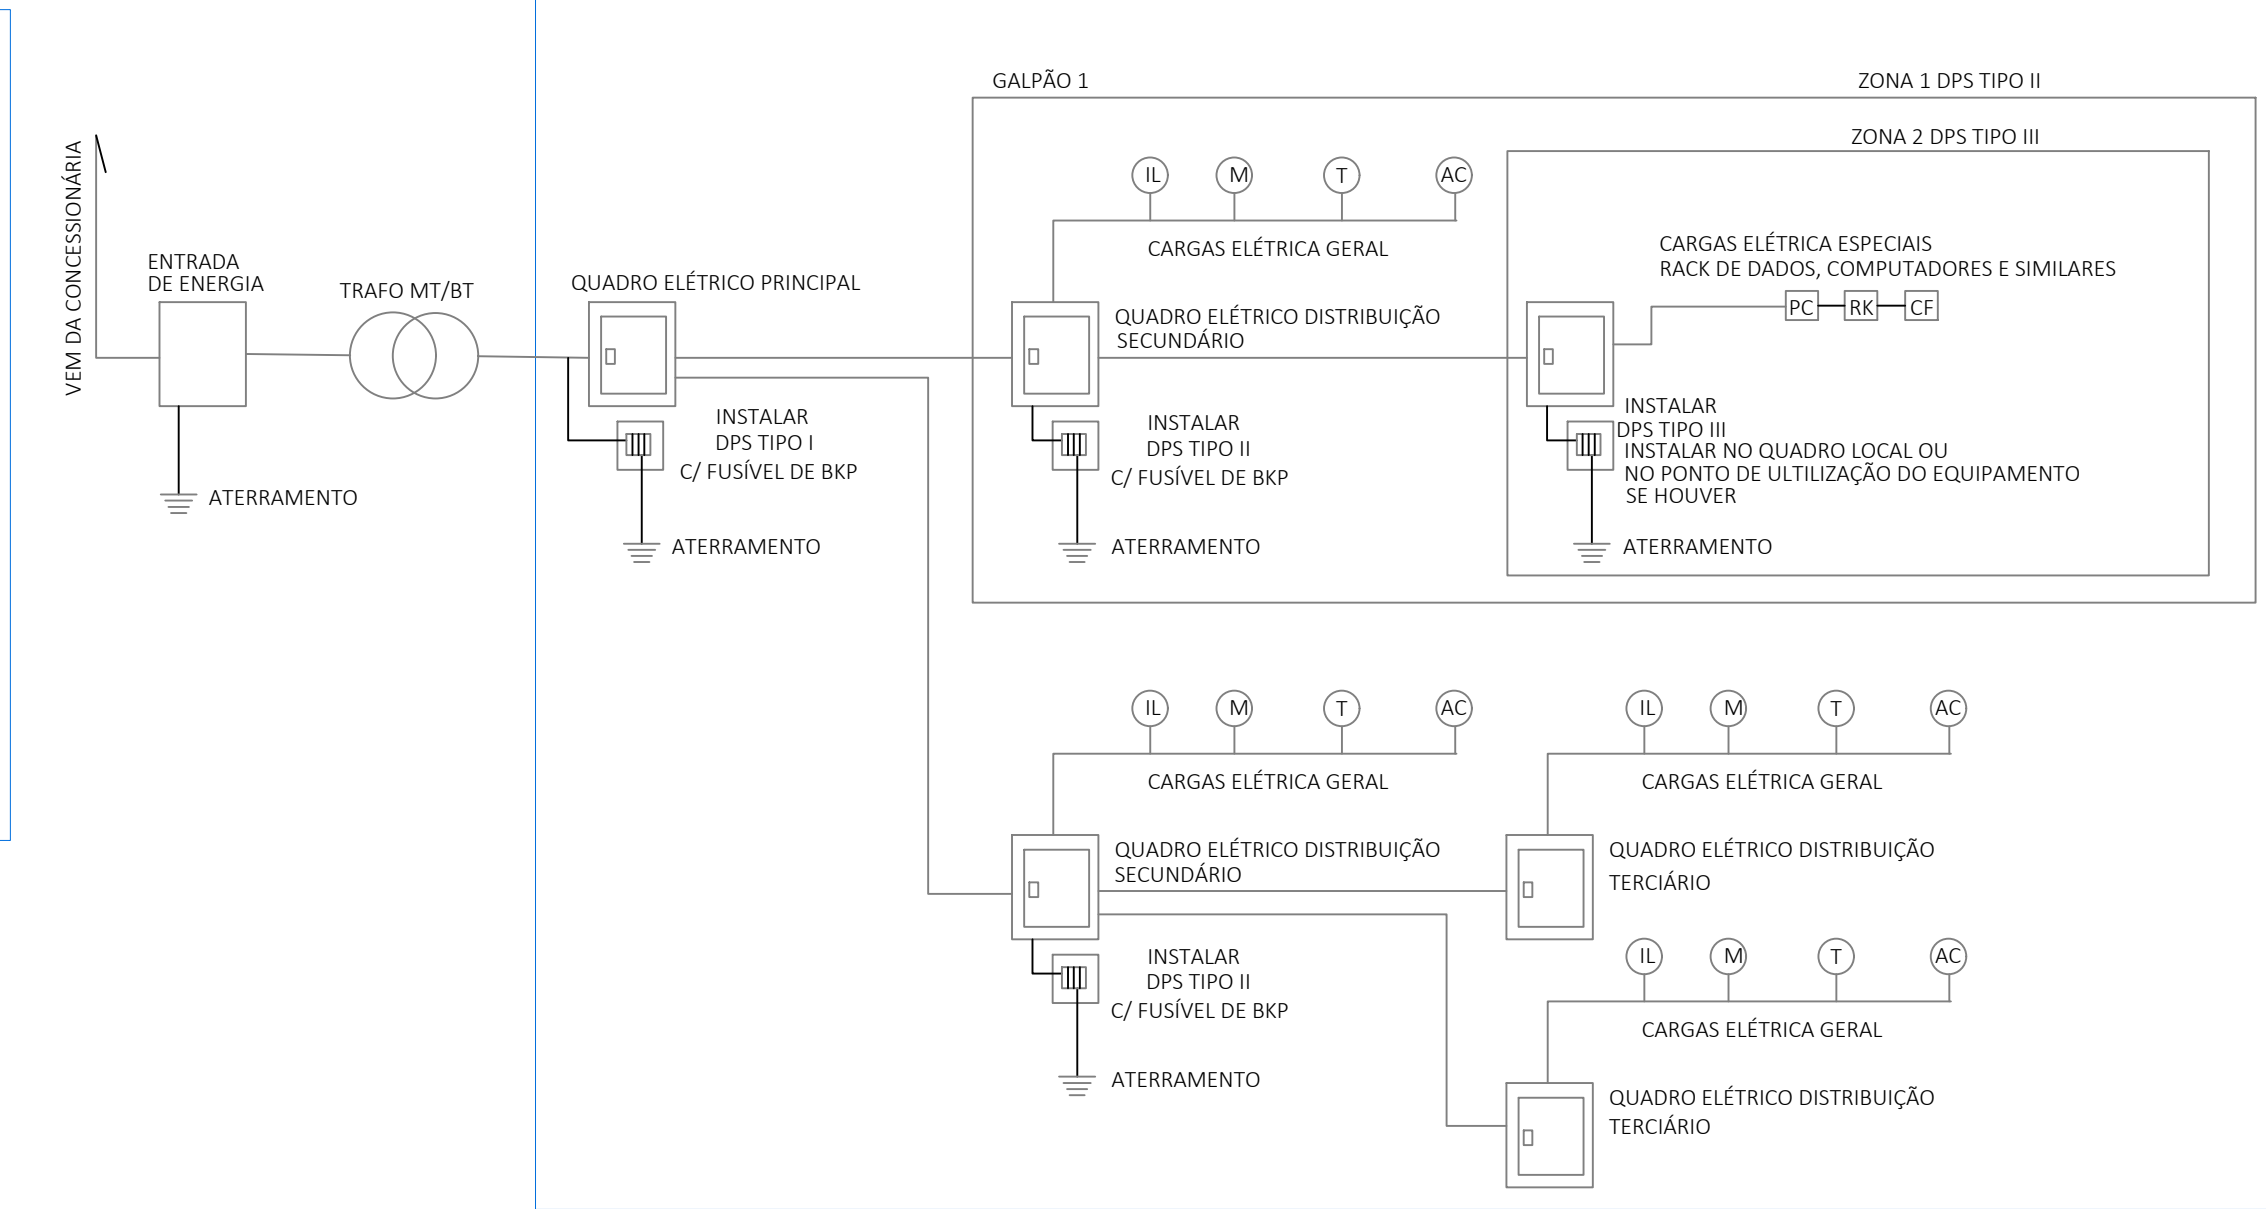 GALPÃO 1
ZONA 1 DPS TIPO II
ZONA 2 DPS TIPO III
VEM DA CONCESSIONÁRIA
ENTRADA
DE ENERGIA
TRAFO MT/BT
QUADRO ELÉTRICO PRINCIPAL
ATERRAMENTO
INSTALAR
DPS TIPO I
C/ FUSÍVEL DE BKP
ATERRAMENTO
IL M T AC
CARGAS ELÉTRICA GERAL
QUADRO ELÉTRICO DISTRIBUIÇÃO
SECUNDÁRIO
INSTALAR
DPS TIPO II
C/ FUSÍVEL DE BKP
ATERRAMENTO
CARGAS ELÉTRICA ESPECIAIS
RACK DE DADOS, COMPUTADORES E SIMILARES
PC RK CF
INSTALAR
DPS TIPO III
INSTALAR NO QUADRO LOCAL OU
NO PONTO DE ULTILIZAÇÃO DO EQUIPAMENTO
SE HOUVER
ATERRAMENTO
IL M T AC
CARGAS ELÉTRICA GERAL
QUADRO ELÉTRICO DISTRIBUIÇÃO
SECUNDÁRIO
INSTALAR
DPS TIPO II
C/ FUSÍVEL DE BKP
ATERRAMENTO
IL M T AC
CARGAS ELÉTRICA GERAL
QUADRO ELÉTRICO DISTRIBUIÇÃO
TERCIÁRIO
IL M T AC
CARGAS ELÉTRICA GERAL
QUADRO ELÉTRICO DISTRIBUIÇÃO
TERCIÁRIO